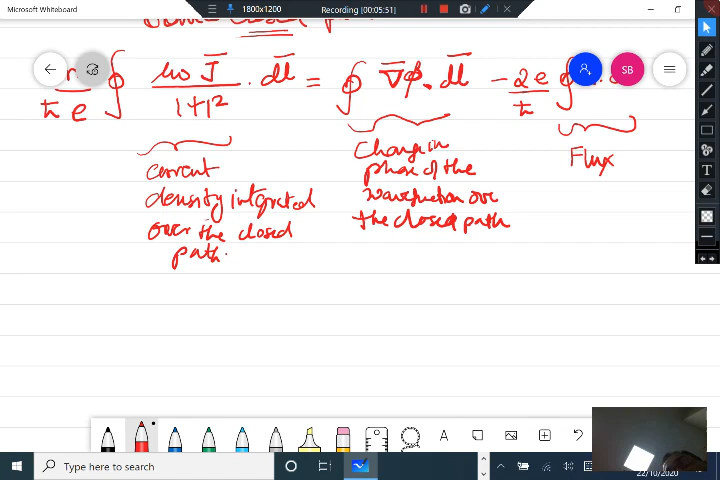 Microsoft Whiteboard
1800x1200
Recording [00:05:51]
closed
ħ e ∮ μ₀ J̄ / |ψ|² . dl̄ = ∮ ∇̄φ . dl̄ - 2e/ħ ∮
SB
current
density integrated
over the closed
path.
Change in
phase of the
wavefunction over
the closed path
Flux
T
A
Type here to search
22/10/2020